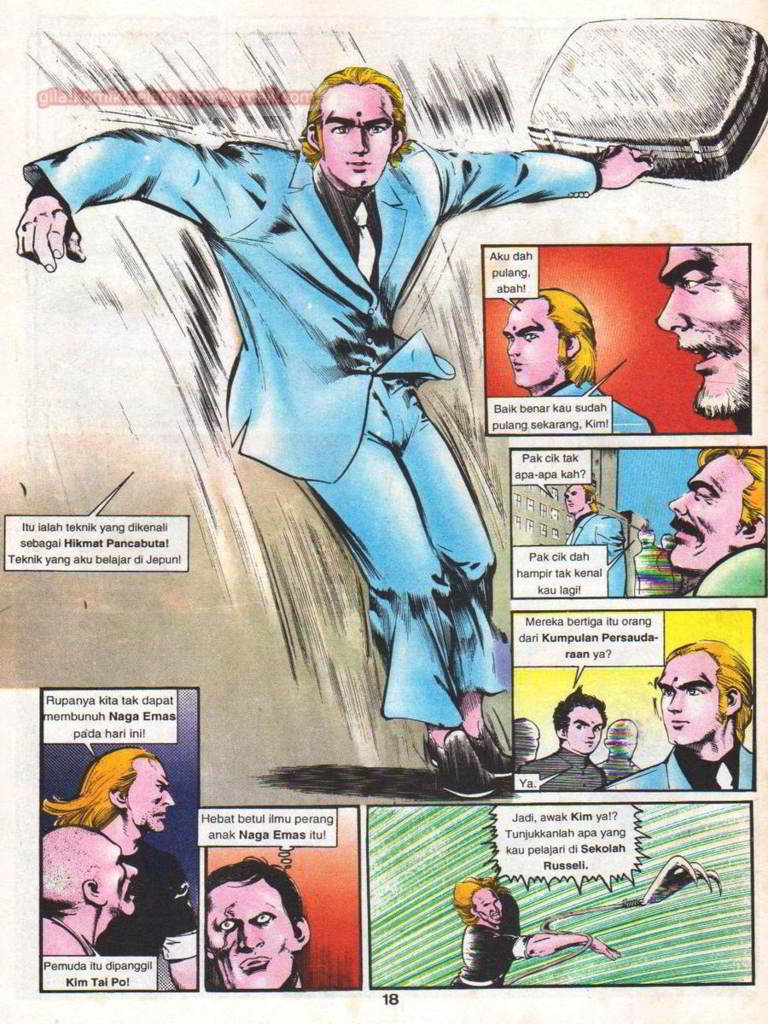 Aku dah
pulang,
abah!
Baik benar kau sudah
pulang sekarang, Kim!
Itu ialah teknik yang dikenali
sebagai Hikmat Pancabuta!
Teknik yang aku belajar di Jepun!
Pak cik tak
apa-apa kah?
Pak cik dah
hampir tak kenal
kau lagi!
Mereka bertiga itu orang
dari Kumpulan Persauda-
raan ya?
Ya.
Rupanya kita tak dapat
membunuh Naga Emas
pada hari ini!
Pemuda itu dipanggil
Kim Tai Po!
Hebat betul ilmu perang
anak Naga Emas itu!
Jadi, awak Kim ya!?
Tunjukkanlah apa yang
kau pelajari di Sekolah
Russeli.
18